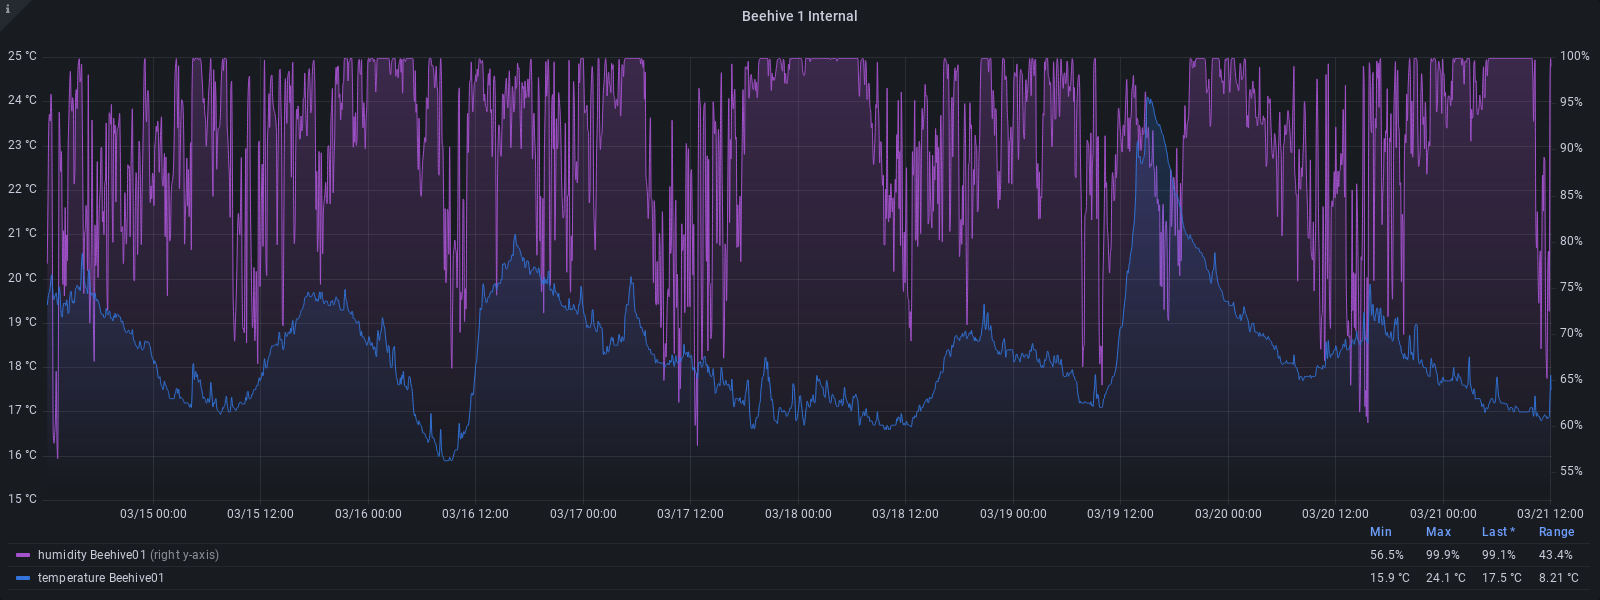 i
Beehive 1 Internal
25 °C
24 °C
23 °C
22 °C
21 °C
20 °C
19 °C
18 °C
17 °C
16 °C
15 °C
100%
95%
90%
85%
80%
75%
70%
65%
60%
55%
03/15 00:00 03/15 12:00 03/16 00:00 03/16 12:00 03/17 00:00 03/17 12:00 03/18 00:00 03/18 12:00 03/19 00:00 03/19 12:00 03/20 00:00 03/20 12:00 03/21 00:00 03/21 12:00
Min Max Last * Range
humidity Beehive01 (right y-axis) 56.5% 99.9% 99.1% 43.4%
temperature Beehive01 15.9 °C 24.1 °C 17.5 °C 8.21 °C